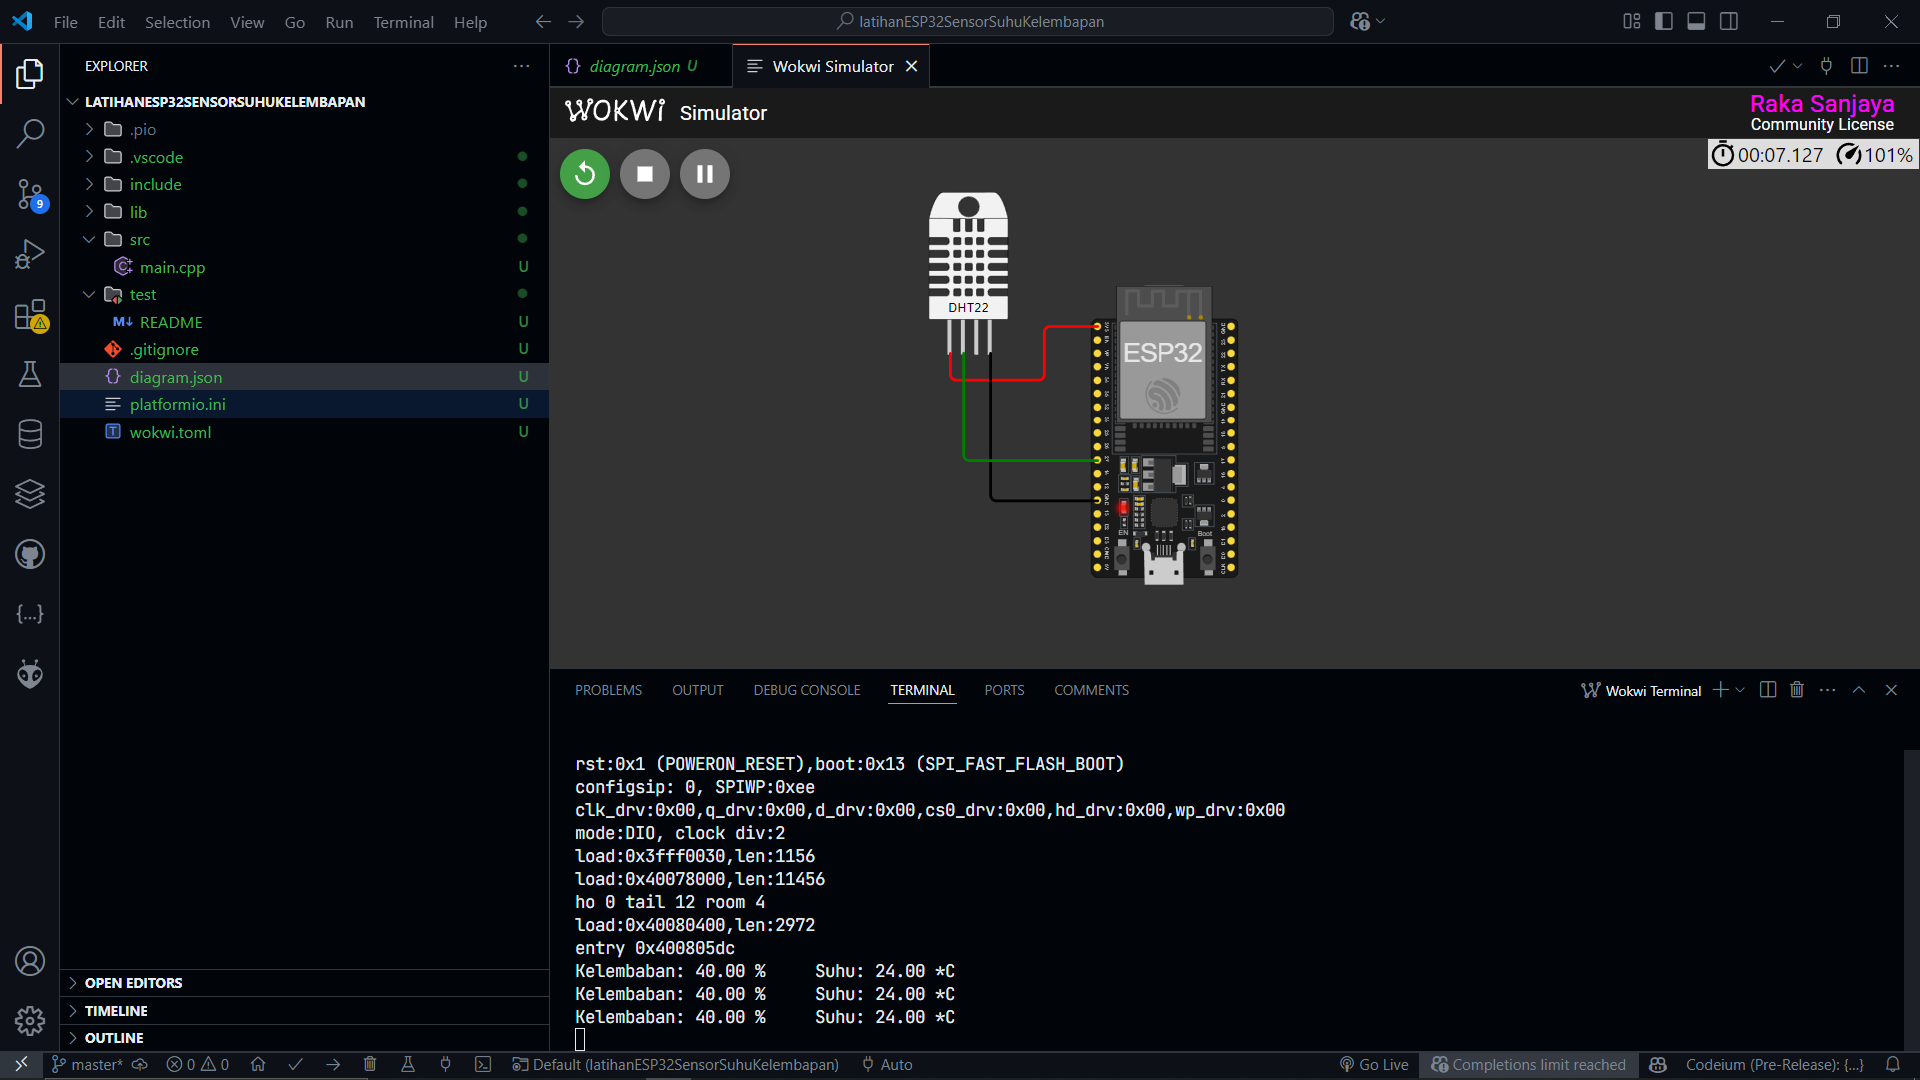 File Edit Selection View Go Run Terminal Help
latihanESP32SensorSuhuKelembapan
EXPLORER
LATIHANESP32SENSORSUHUKELEMBAPAN
.pio
.vscode
include
lib
src
main.cpp U
test
README U
.gitignore U
diagram.json U
platformio.ini U
wokwi.toml U
9
OPEN EDITORS
TIMELINE
OUTLINE
diagram.json U
Wokwi Simulator
WOKWi Simulator
Raka Sanjaya
Community License
00:07.127 101%
DHT22
ESP32
EN
Boot
PROBLEMS OUTPUT DEBUG CONSOLE TERMINAL PORTS COMMENTS
Wokwi Terminal
rst:0x1 (POWERON_RESET),boot:0x13 (SPI_FAST_FLASH_BOOT)
configsip: 0, SPIWP:0xee
clk_drv:0x00,q_drv:0x00,d_drv:0x00,cs0_drv:0x00,hd_drv:0x00,wp_drv:0x00
mode:DIO, clock div:2
load:0x3fff0030,len:1156
load:0x40078000,len:11456
ho 0 tail 12 room 4
load:0x40080400,len:2972
entry 0x400805dc
Kelembaban: 40.00 % Suhu: 24.00 *C
Kelembaban: 40.00 % Suhu: 24.00 *C
Kelembaban: 40.00 % Suhu: 24.00 *C
master* 0 0 Default (latihanESP32SensorSuhuKelembapan) Auto
Go Live Completions limit reached Codeium (Pre-Release): {...}